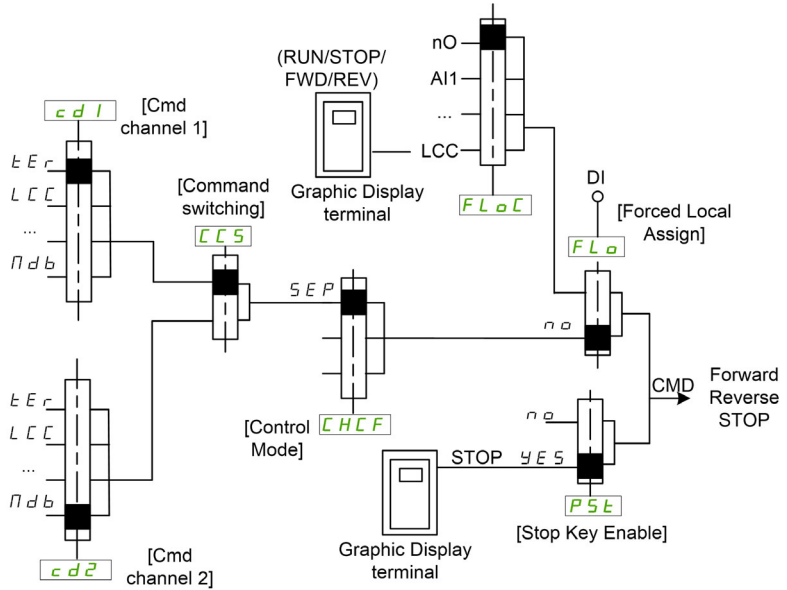 (RUN/STOP/
FWD/REV)
nO
AI1
...
LCC
Graphic Display
terminal
FLoC
cd1
[Cmd
channel 1]
tEr
LCC
...
Mdb
[Command
switching]
CCS
DI
[Forced Local
Assign]
FLo
SEP
no
CMD
Forward
Reverse
STOP
[Control
Mode]
CHCF
tEr
LCC
...
Mdb
cd2
[Cmd
channel 2]
no
STOP
YES
PSt
[Stop Key Enable]
Graphic Display
terminal